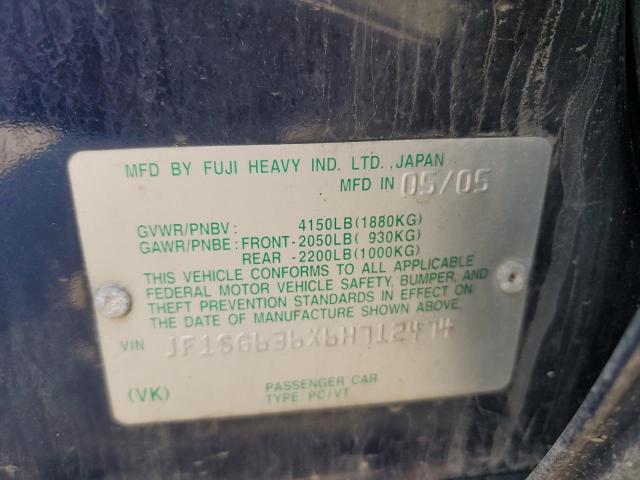 MFD BY FUJI HEAVY IND. LTD.,JAPAN
MFD IN 05/05
GVWR/PNBV: 4150LB(1880KG)
GAWR/PNBE:FRONT-2050LB( 930KG)
REAR -2200LB(1000KG)
THIS VEHICLE CONFORMS TO ALL APPLICABLE
FEDERAL MOTOR VEHICLE SAFETY, BUMPER, AND
THEFT PREVENTION STANDARDS IN EFFECT ON
THE DATE OF MANUFACTURE SHOWN ABOVE.
VIN JF1SG636X6H712474
(VK) PASSENGER CAR
TYPE:PC/VT